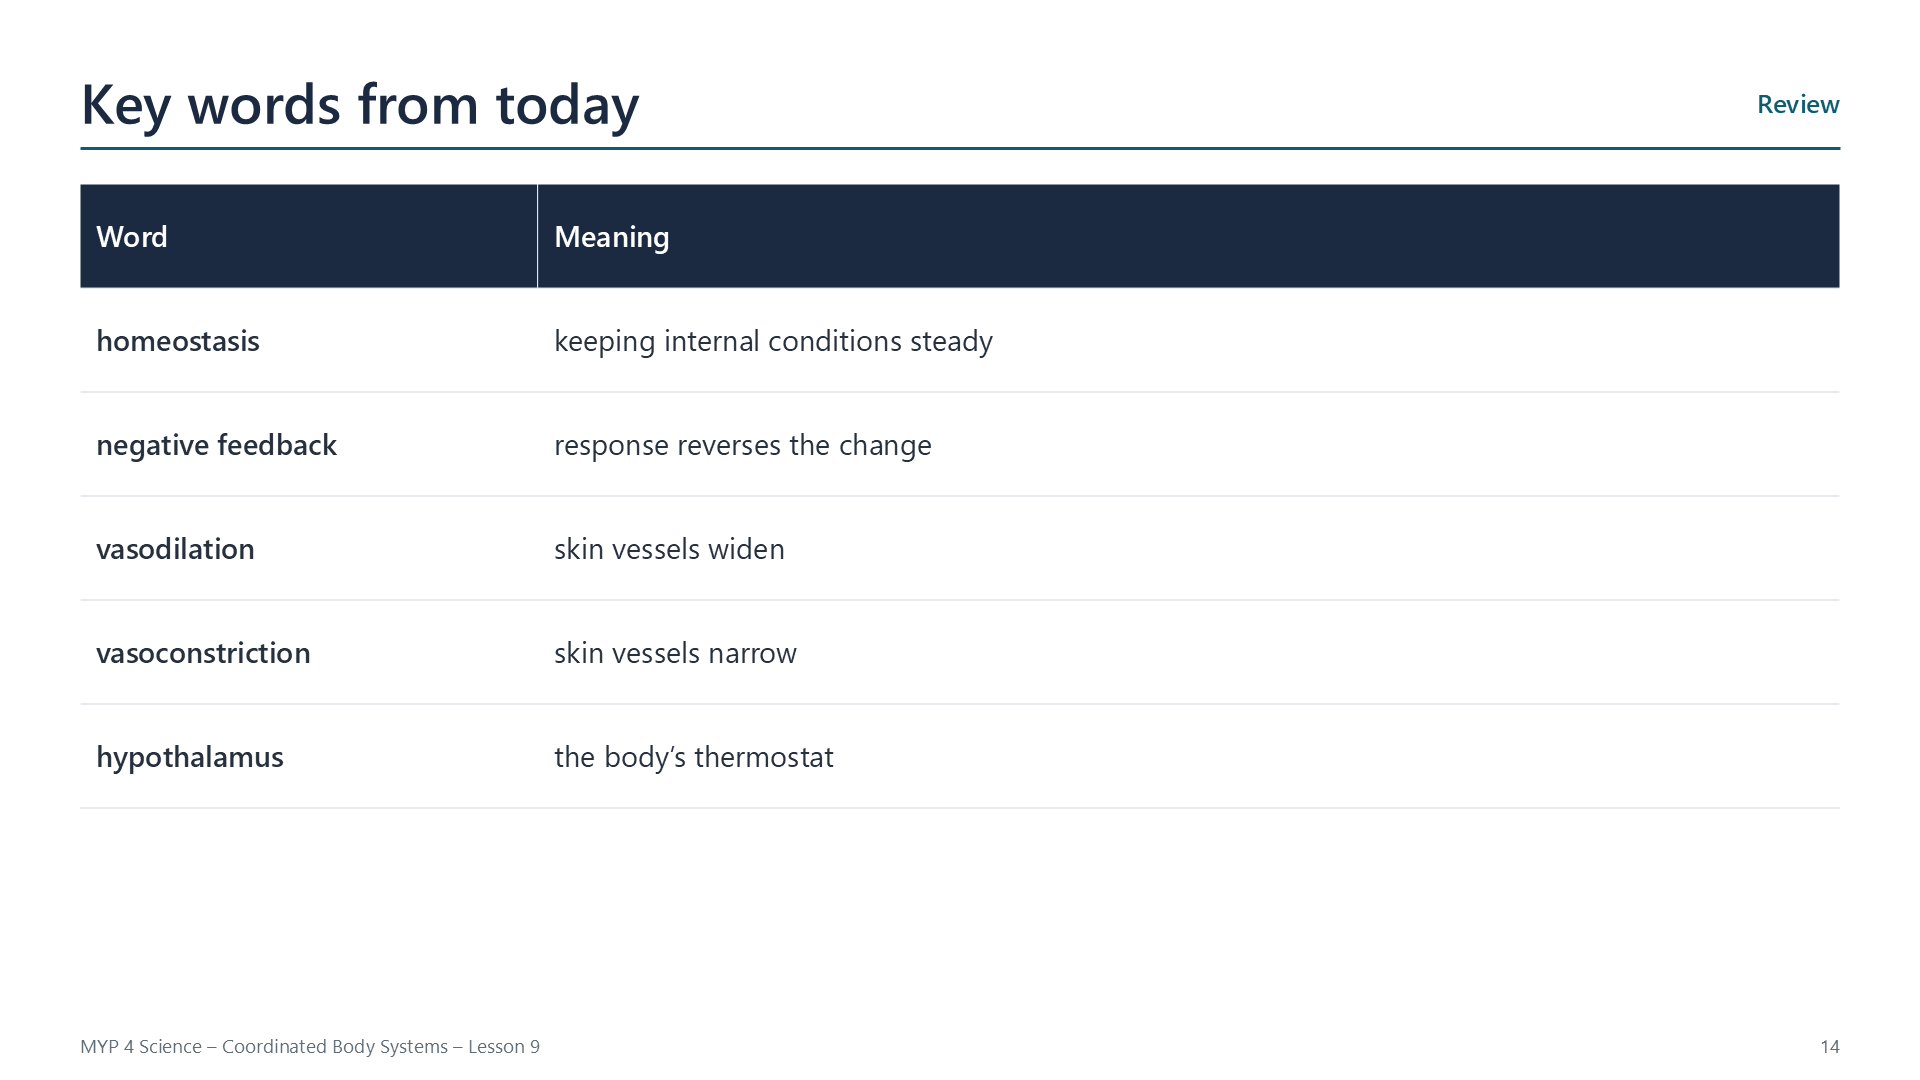 Key words from today
Review
Word Meaning
homeostasis keeping internal conditions steady
negative feedback response reverses the change
vasodilation skin vessels widen
vasoconstriction skin vessels narrow
hypothalamus the body’s thermostat
MYP 4 Science – Coordinated Body Systems – Lesson 9
14